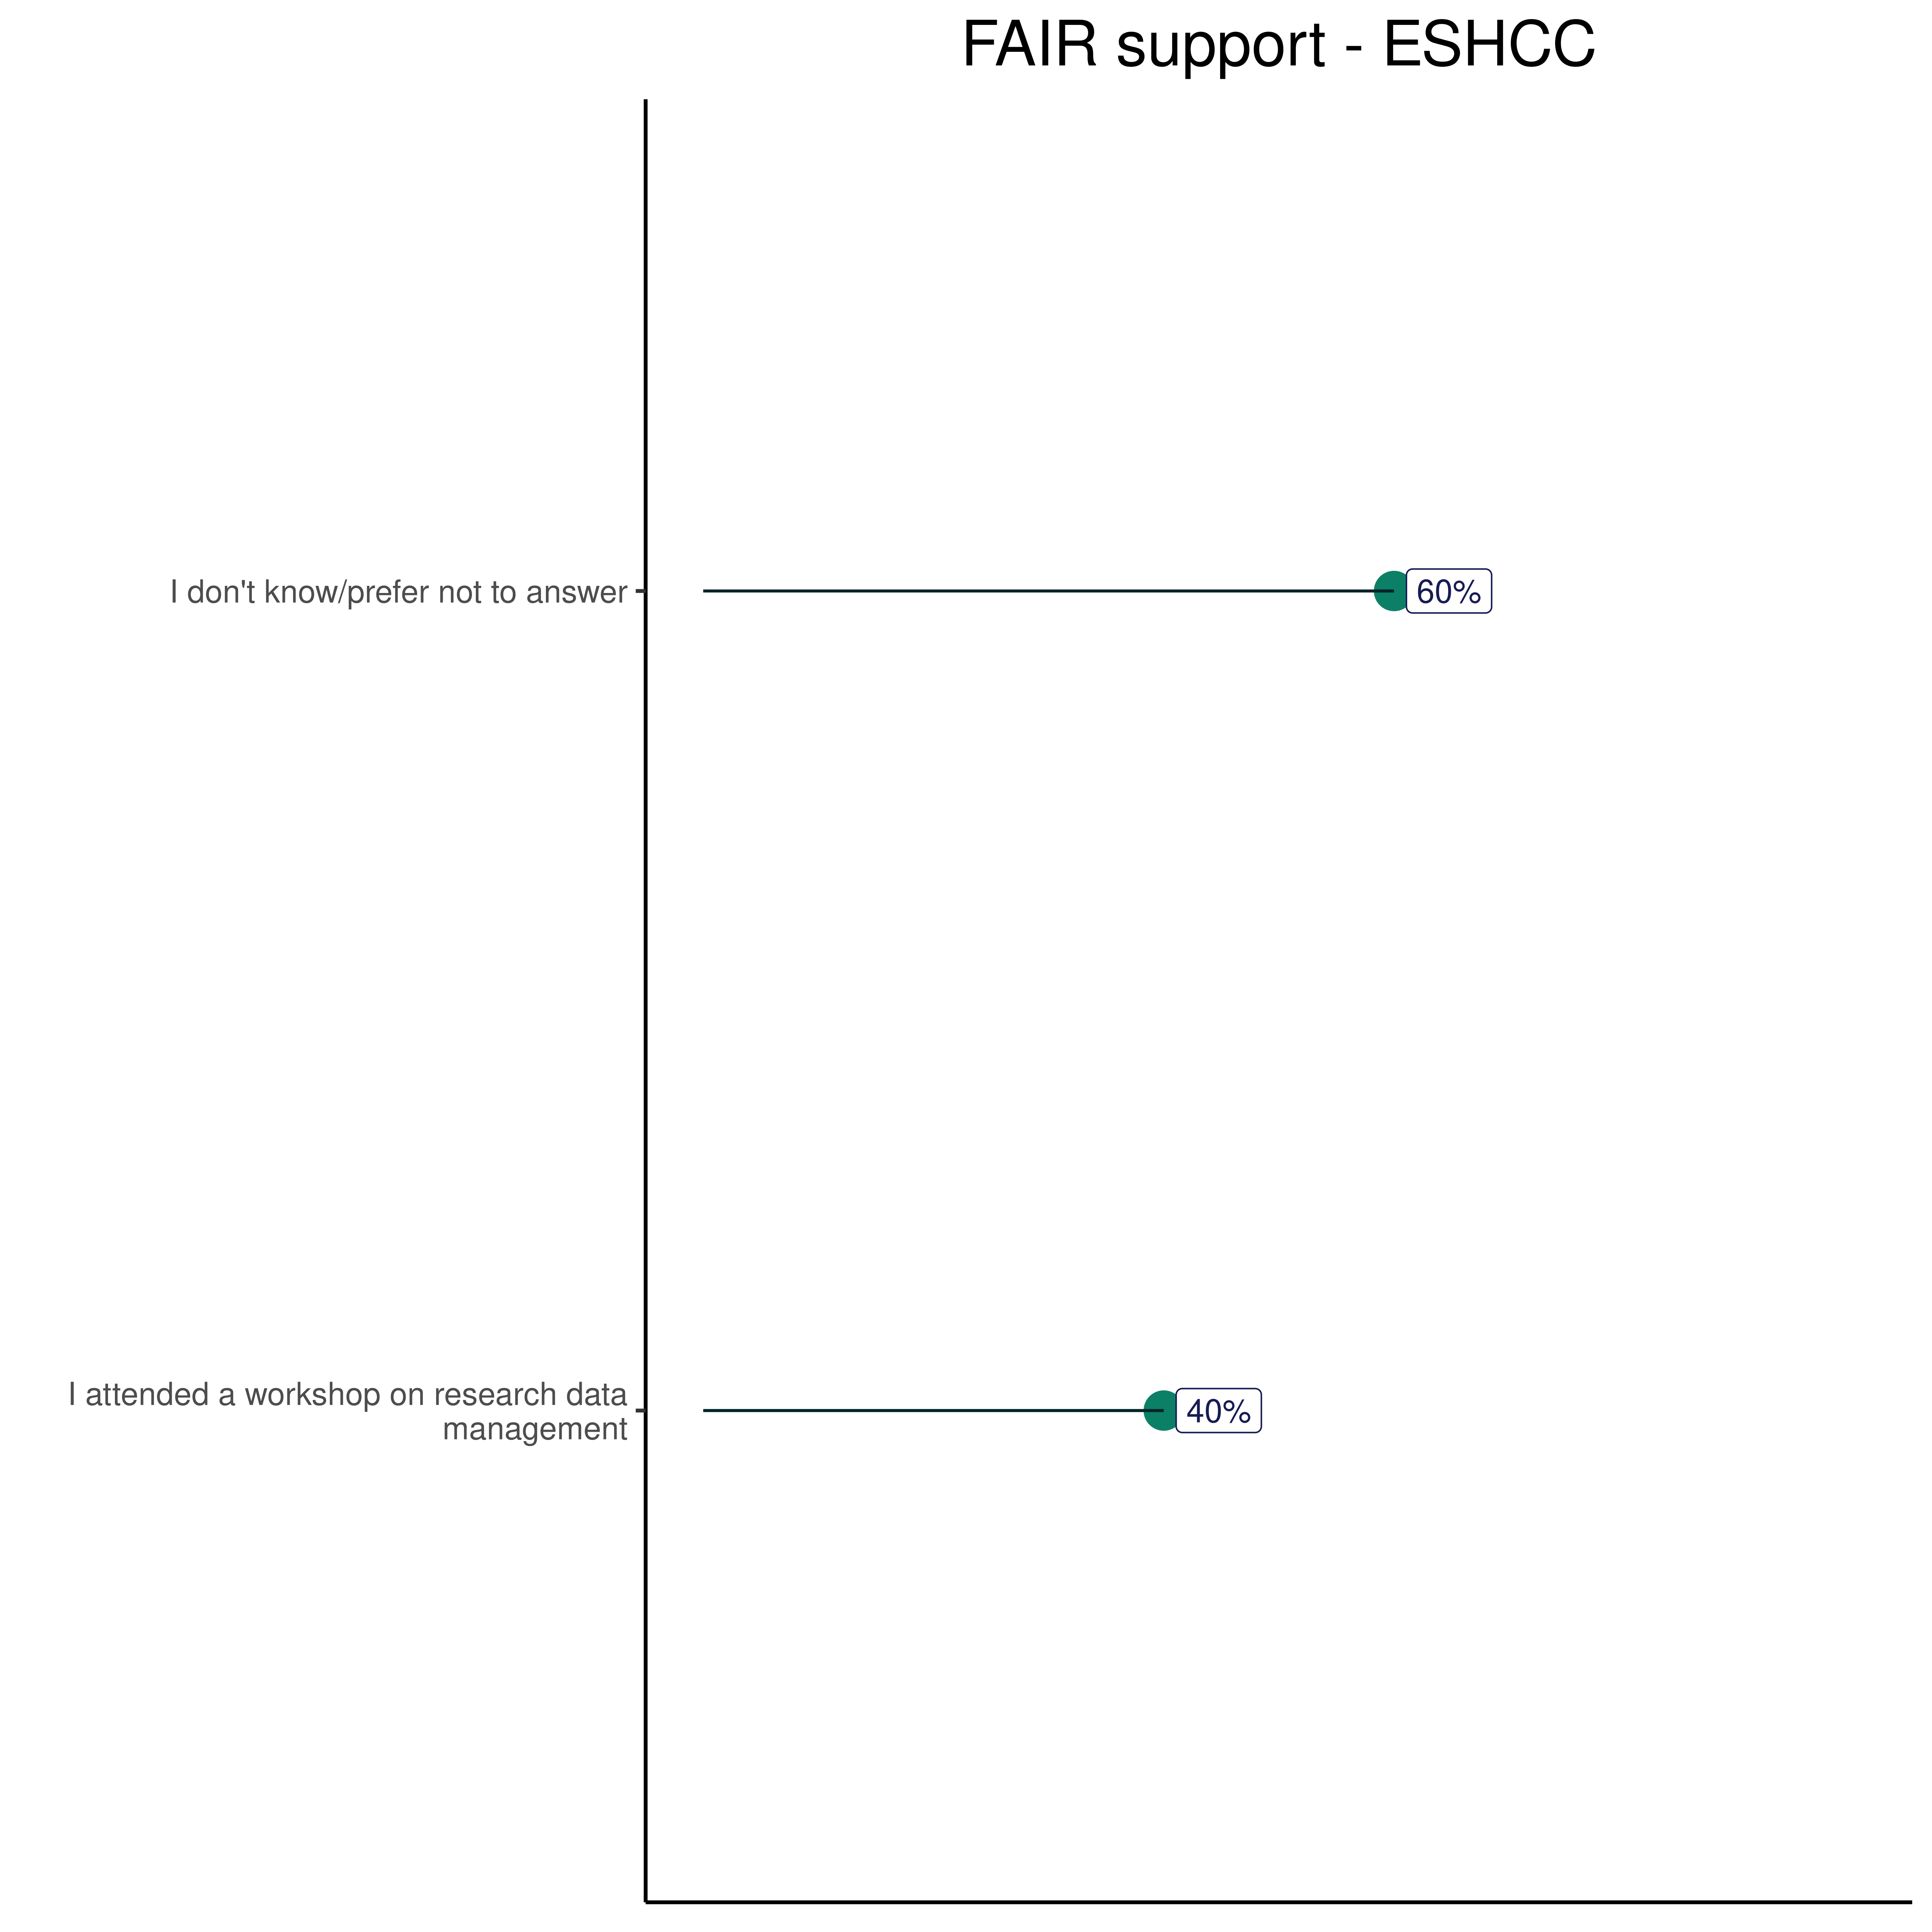 FAIR support - ESHCC
I don't know/prefer not to answer
60%
I attended a workshop on research data
management
40%